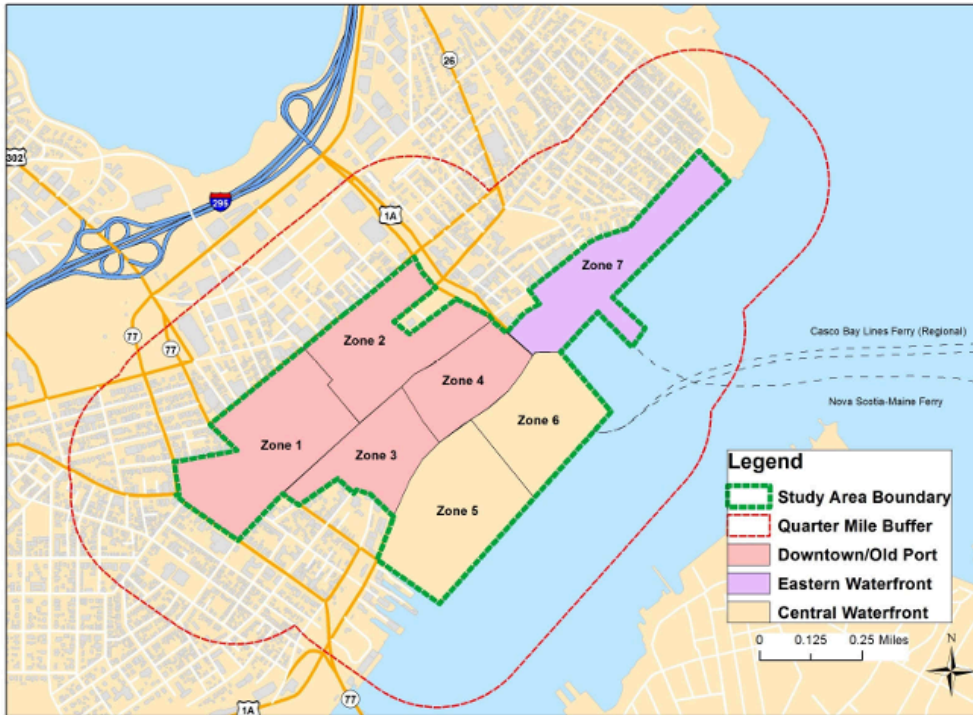 26
302
295
1A
Zone 7
Zone 2
77
77
Casco Bay Lines Ferry (Regional)
Zone 4
Nova Scotia-Maine Ferry
Zone 6
Zone 1
Zone 3
Zone 5
Legend
Study Area Boundary
Quarter Mile Buffer
Downtown/Old Port
Eastern Waterfront
Central Waterfront
0 0.125 0.25 Miles
N
77
1A